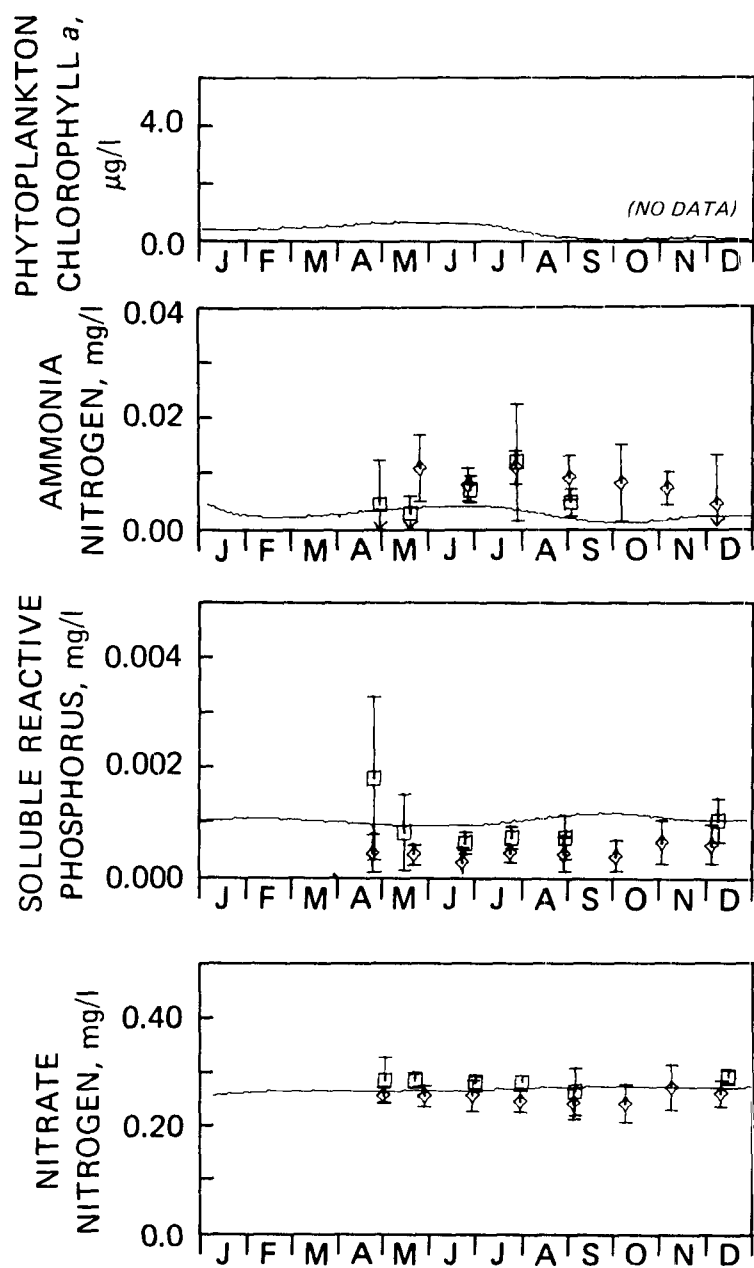 PHYTOPLANKTON
CHLOROPHYLL a,
µg/l
4.0
0.0
(NO DATA)
J F M A M J J A S O N D
AMMONIA
NITROGEN, mg/l
0.04
0.02
0.00
J F M A M J J A S O N D
SOLUBLE REACTIVE
PHOSPHORUS, mg/l
0.004
0.002
0.000
J F M A M J J A S O N D
NITRATE
NITROGEN, mg/l
0.40
0.20
0.0
J F M A M J J A S O N D